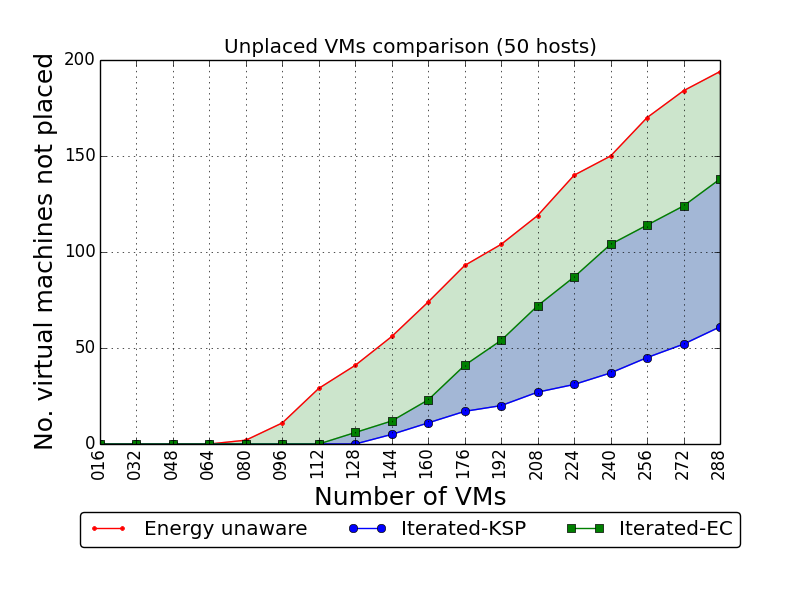 Unplaced VMs comparison (50 hosts)
No. virtual machines not placed
200
150
100
50
0
016 032 048 064 080 096 112 128 144 160 176 192 208 224 240 256 272 288
Number of VMs
Energy unaware Iterated-KSP Iterated-EC